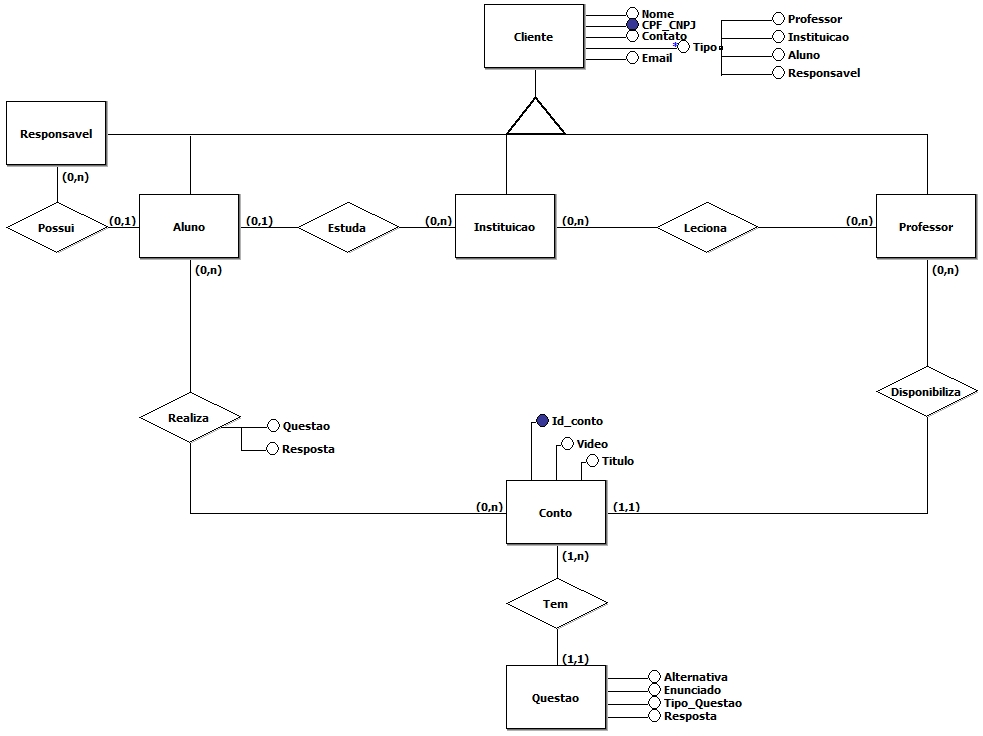 Cliente
Nome
CPF_CNPJ
Contato
* Tipo
Email
Professor
Instituicao
Aluno
Responsavel
Responsavel
(0,n)
Possui
(0,1)
Aluno
(0,1)
Estuda
(0,n)
Instituicao
(0,n)
Leciona
(0,n)
Professor
(0,n)
(0,n)
Disponibiliza
Realiza
Questao
Resposta
Id_conto
Video
Titulo
(0,n)
Conto
(1,1)
(1,n)
Tem
(1,1)
Questao
Alternativa
Enunciado
Tipo_Questao
Resposta